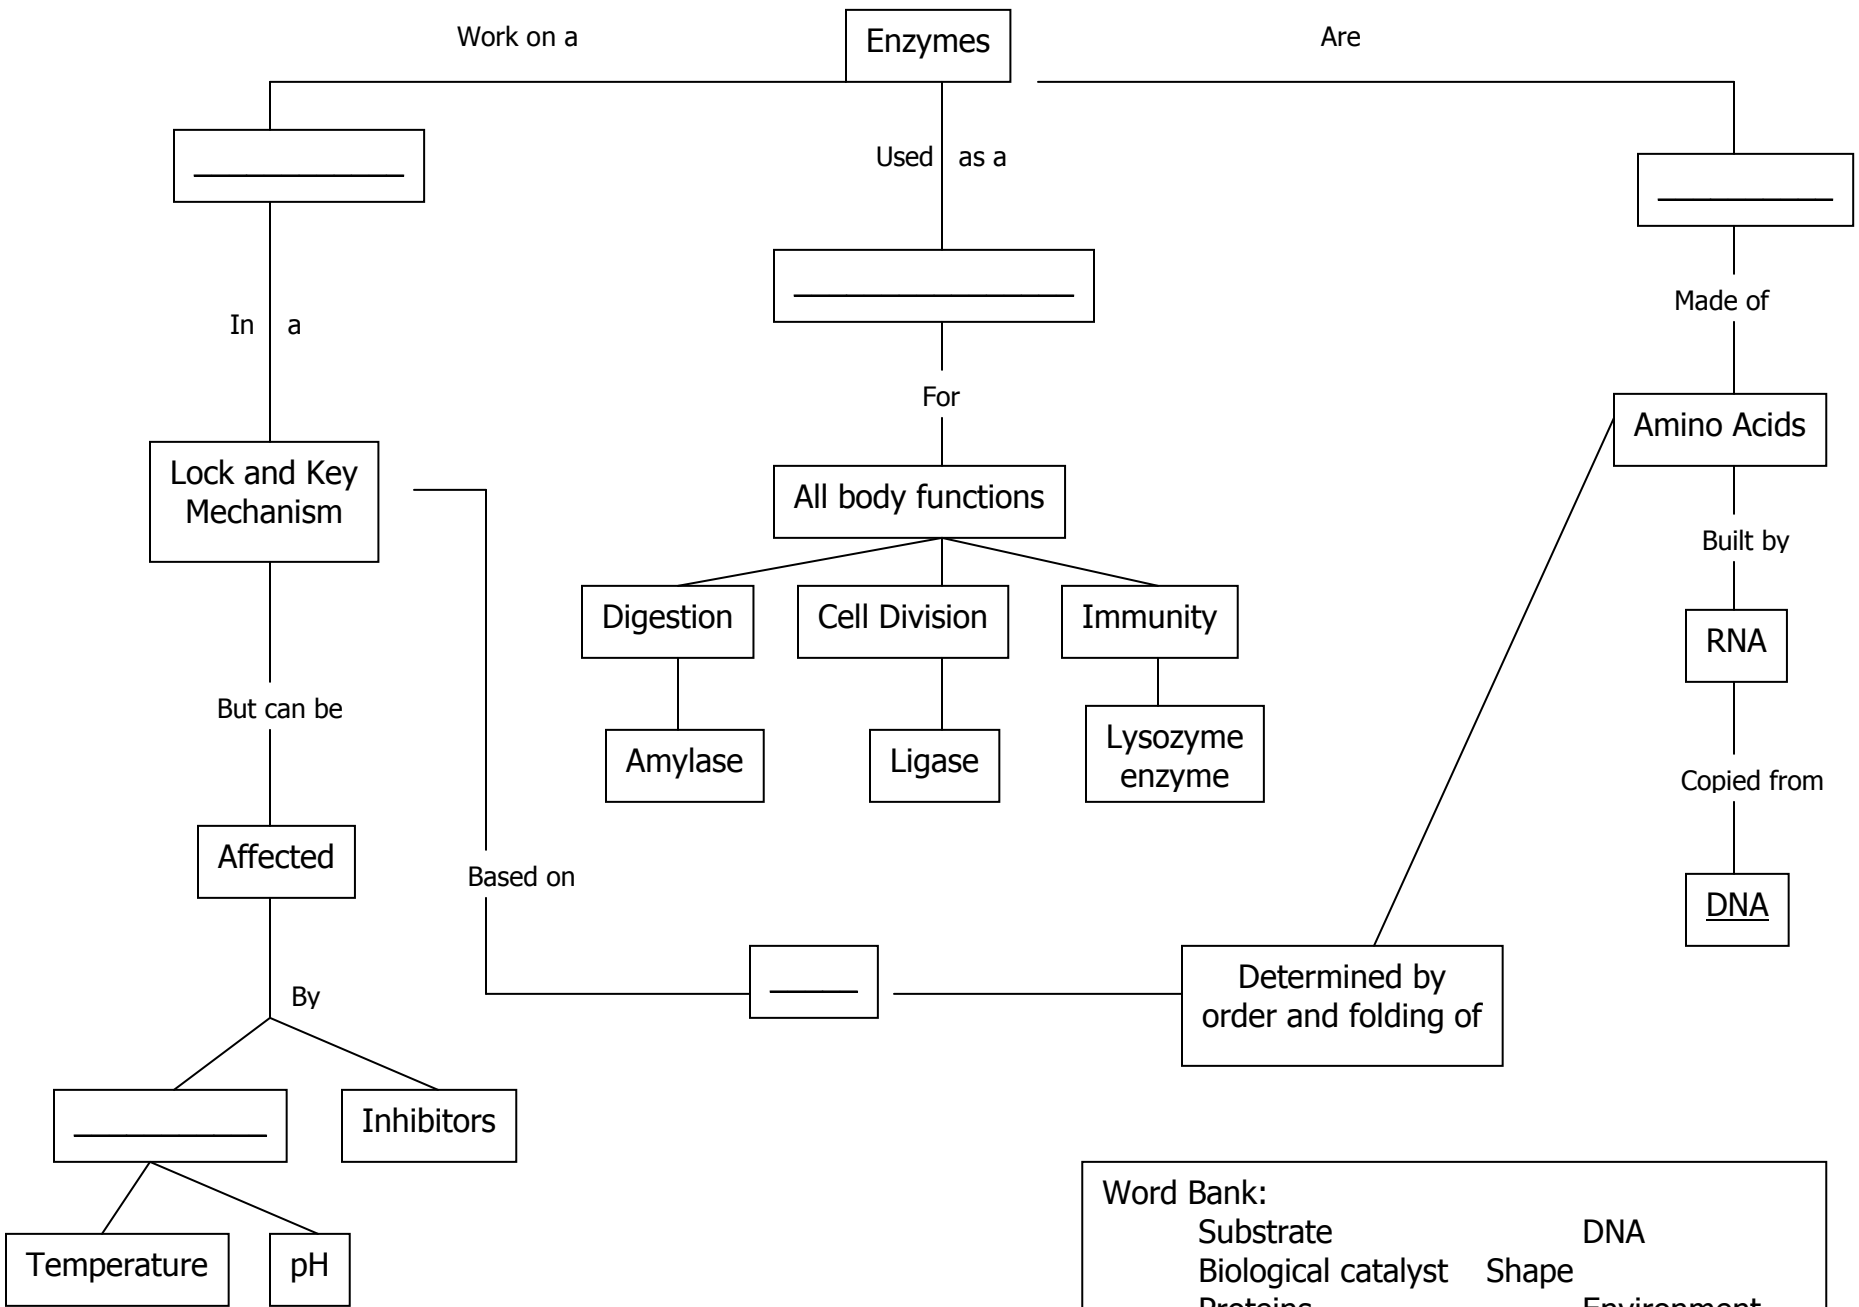 Work on a
Enzymes
Are
Used as a
In a
For
Made of
Lock and Key
Mechanism
All body functions
Amino Acids
Digestion
Cell Division
Immunity
Built by
RNA
But can be
Amylase
Ligase
Lysozyme
enzyme
Copied from
Affected
Based on
DNA
By
Determined by
order and folding of
Inhibitors
Temperature
pH
Word Bank:
Substrate DNA
Biological catalyst Shape
Proteins Environment